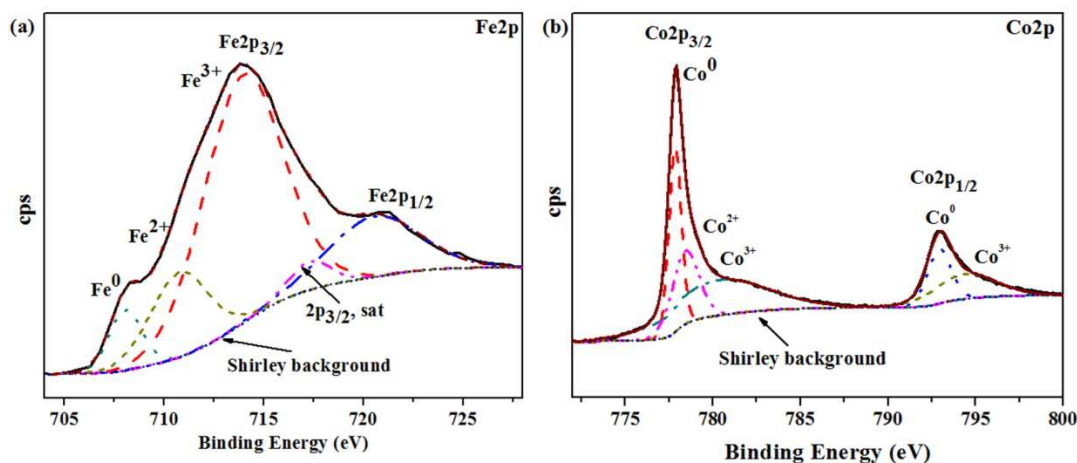 (a)
Fe2p
Fe2p3/2
Fe3+
Fe2+
Fe0
Fe2p1/2
2p3/2, sat
Shirley background
cps
705 710 715 720 725
Binding Energy (eV)
(b)
Co2p
Co2p3/2
Co0
Co2+
Co3+
Co2p1/2
Co0
Co3+
Shirley background
cps
775 780 785 790 795 800
Binding Energy (eV)